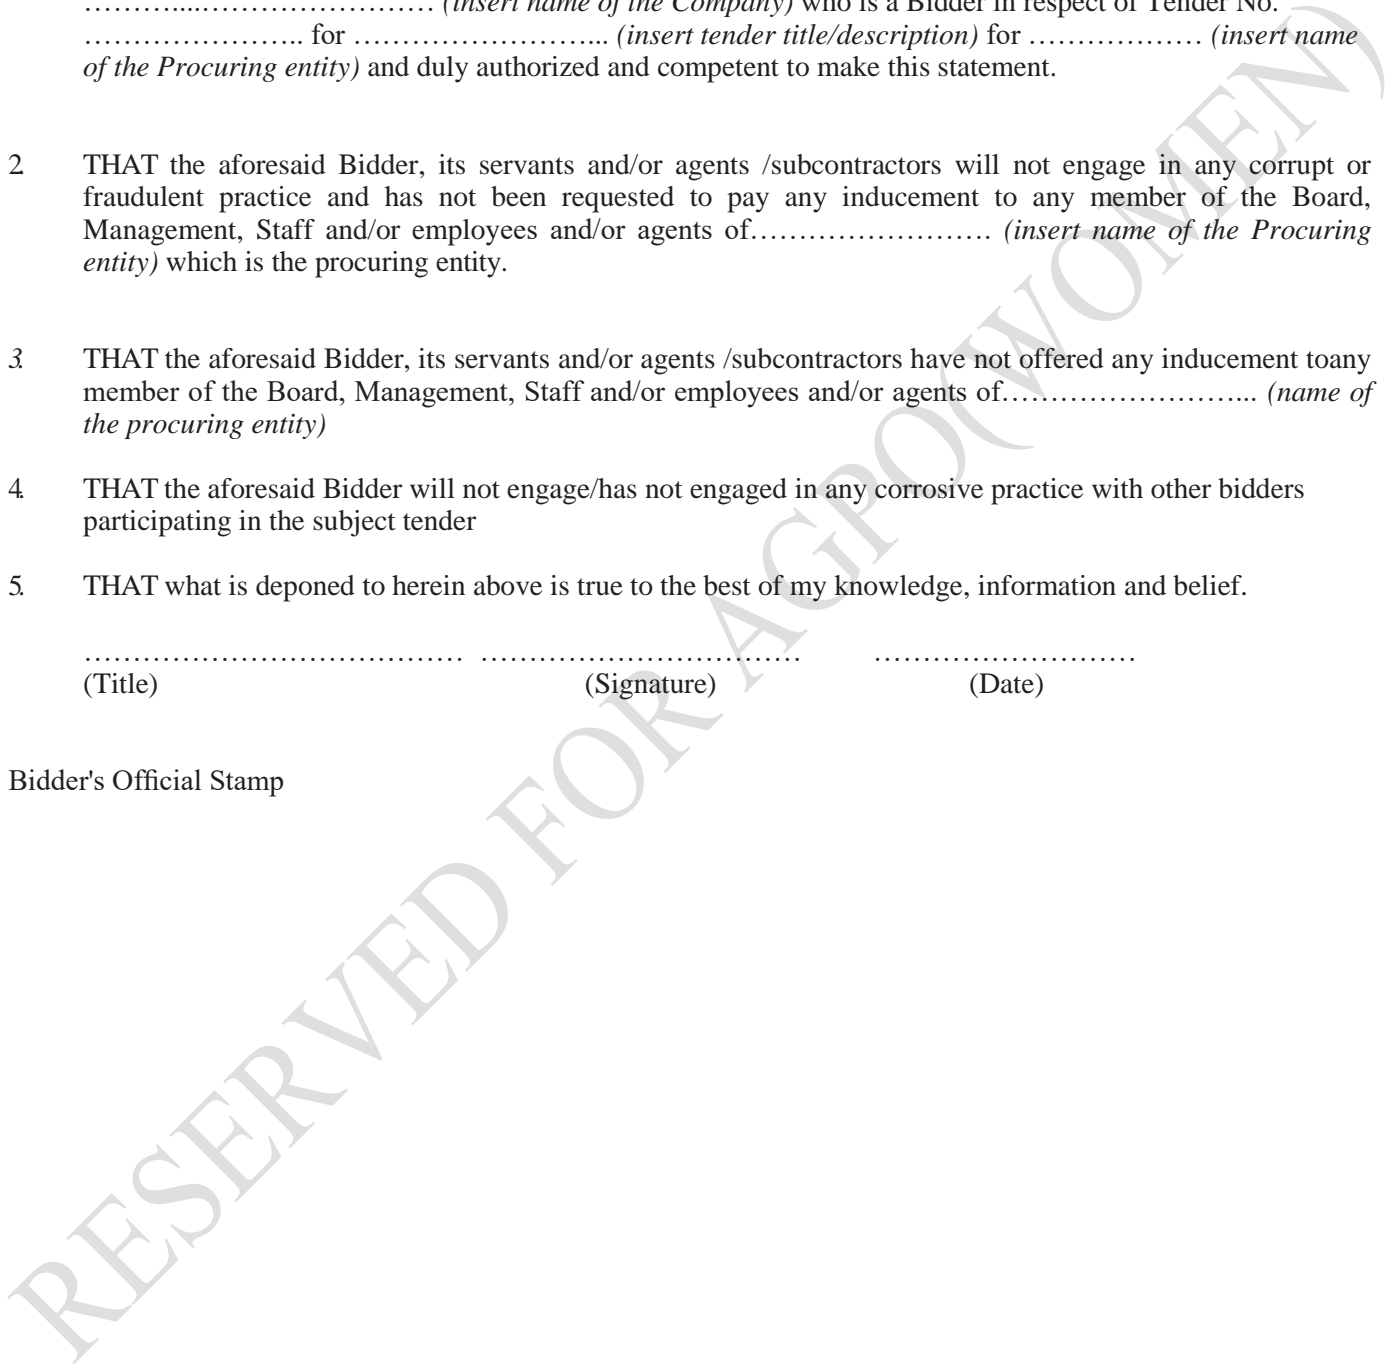 ………...…………………… (insert name of the Company) who is a Bidder in respect of Tender No.
………………….. for ……………………... (insert tender title/description) for ……………… (insert name
of the Procuring entity) and duly authorized and competent to make this statement.
2. THAT the aforesaid Bidder, its servants and/or agents /subcontractors will not engage in any corrupt or
fraudulent practice and has not been requested to pay any inducement to any member of the Board,
Management, Staff and/or employees and/or agents of……………………. (insert name of the Procuring
entity) which is the procuring entity.
3. THAT the aforesaid Bidder, its servants and/or agents /subcontractors have not offered any inducement toany
member of the Board, Management, Staff and/or employees and/or agents of……………………... (name of
the procuring entity)
4. THAT the aforesaid Bidder will not engage/has not engaged in any corrosive practice with other bidders
participating in the subject tender
5. THAT what is deponed to herein above is true to the best of my knowledge, information and belief.
………………………………… …………………………… ………………………
(Title) (Signature) (Date)
Bidder's Official Stamp
RESERVED FOR AGPO(WOMEN)